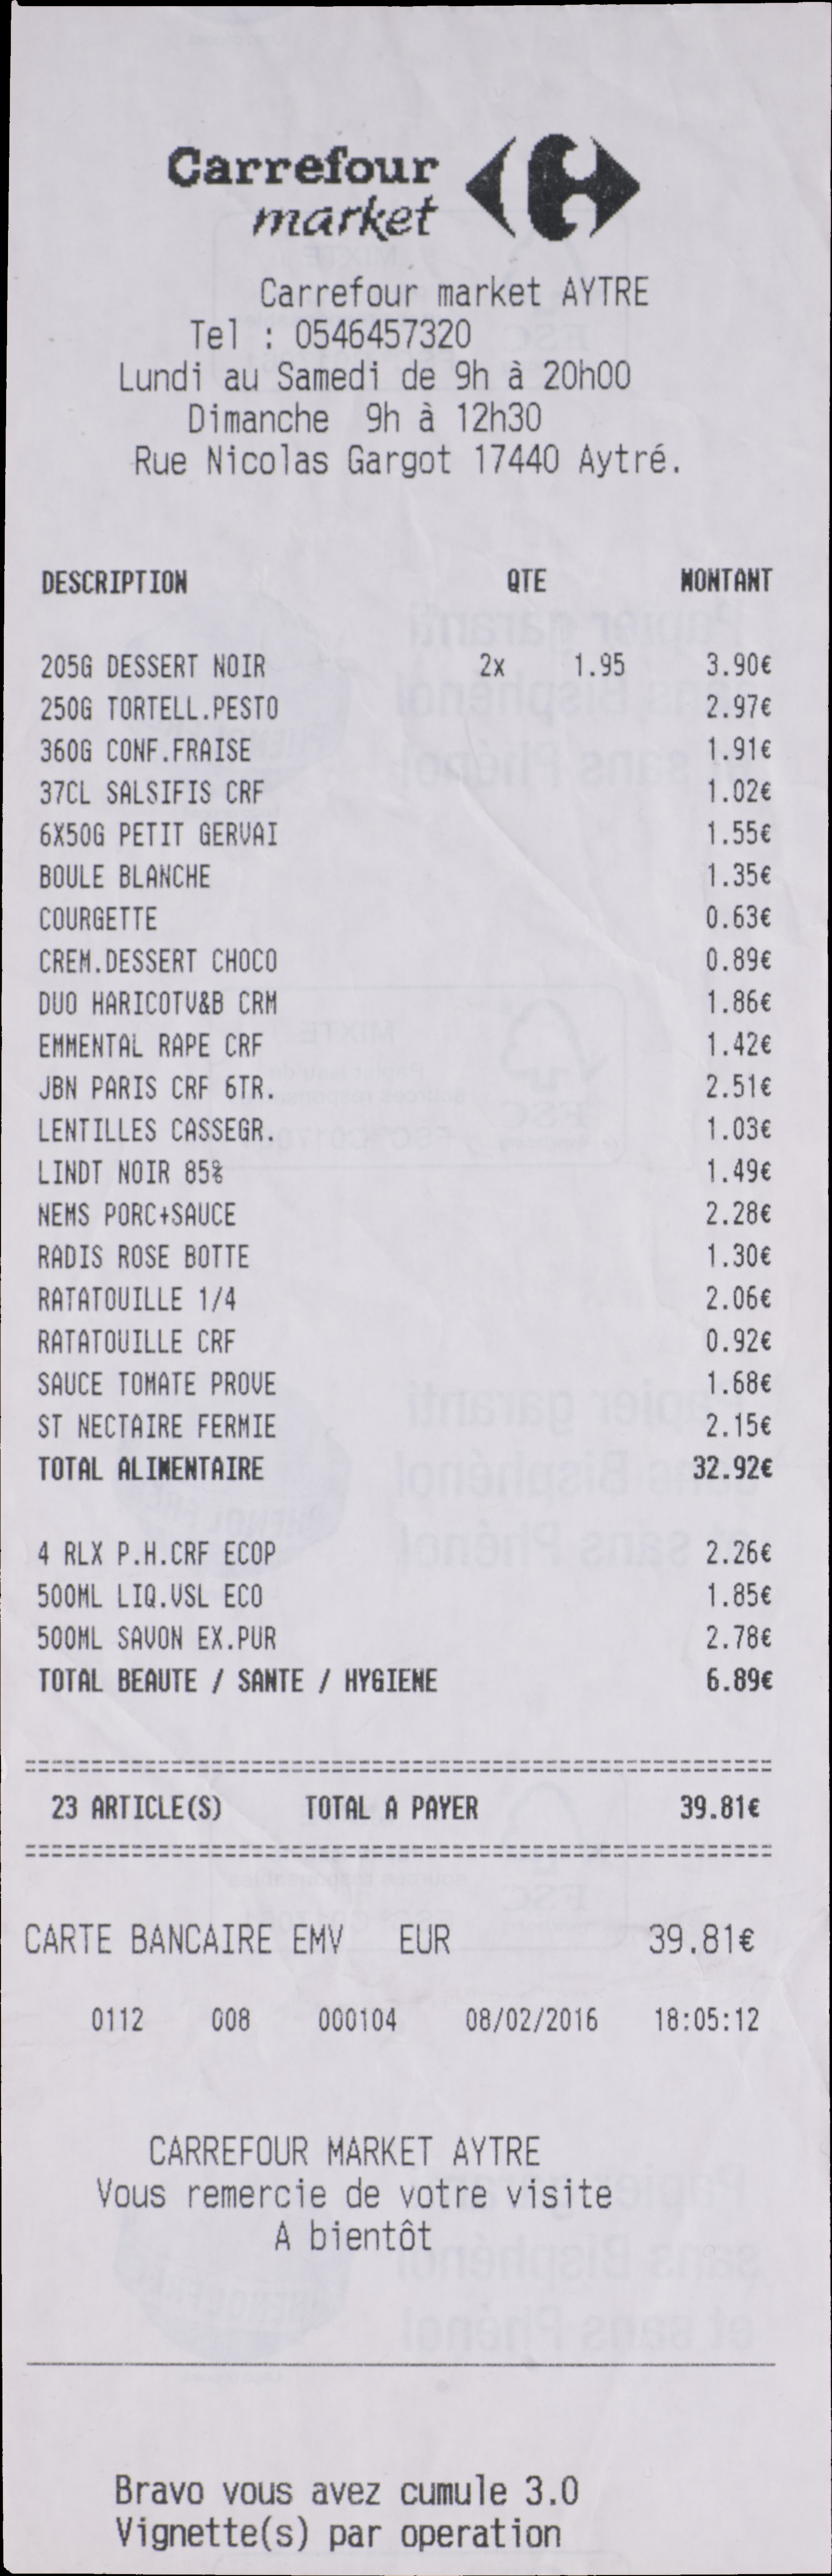 Carrefour
market
Carrefour market AYTRE
Tel : 0546457320
Lundi au Samedi de 9h à 20h00
Dimanche 9h à 12h30
Rue Nicolas Gargot 17440 Aytré.
DESCRIPTION QTE MONTANT
205G DESSERT NOIR 2x 1.95 3.90€
250G TORTELL.PESTO 2.97€
360G CONF.FRAISE 1.91€
37CL SALSIFIS CRF 1.02€
6X50G PETIT GERVAI 1.55€
BOULE BLANCHE 1.35€
COURGETTE 0.63€
CREM.DESSERT CHOCO 0.89€
DUO HARICOTV&B CRM 1.86€
EMMENTAL RAPE CRF 1.42€
JBN PARIS CRF 6TR. 2.51€
LENTILLES CASSEGR. 1.03€
LINDT NOIR 85% 1.49€
NEMS PORC+SAUCE 2.28€
RADIS ROSE BOTTE 1.30€
RATATOUILLE 1/4 2.06€
RATATOUILLE CRF 0.92€
SAUCE TOMATE PROVE 1.68€
ST NECTAIRE FERMIE 2.15€
TOTAL ALIMENTAIRE 32.92€
4 RLX P.H.CRF ECOP 2.26€
500ML LIQ.VSL ECO 1.85€
500ML SAVON EX.PUR 2.78€
TOTAL BEAUTE / SANTE / HYGIENE 6.89€
23 ARTICLE(S) TOTAL A PAYER 39.81€
CARTE BANCAIRE EMV EUR 39.81€
0112 008 000104 08/02/2016 18:05:12
CARREFOUR MARKET AYTRE
Vous remercie de votre visite
A bientôt
Bravo vous avez cumule 3.0
Vignette(s) par operation